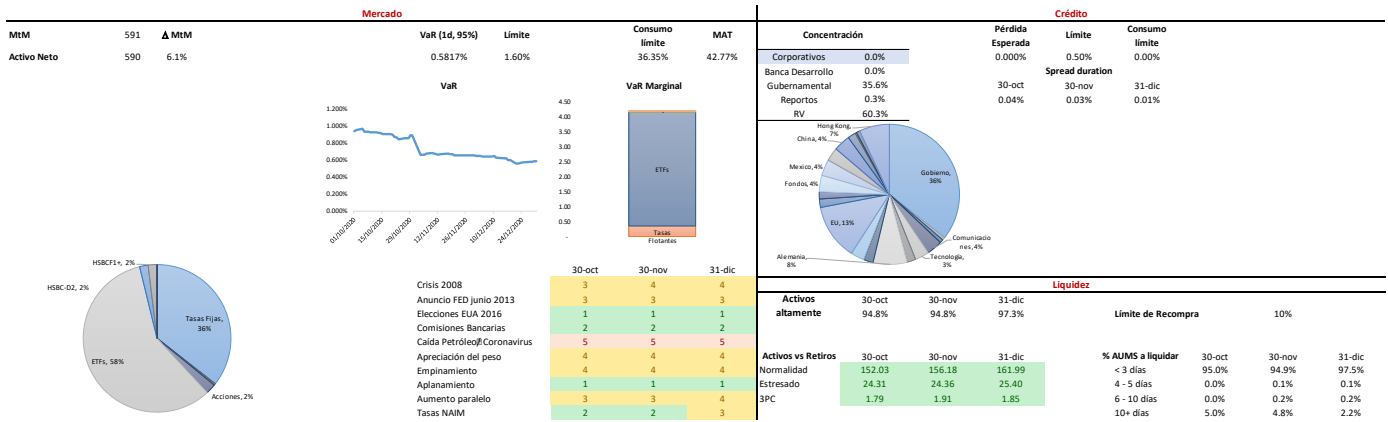 Mercado
MtM 591 Δ MtM
Activo Neto 590 6.1%
VaR (1d, 95%) Límite Consumo límite MAT
0.5817% 1.60% 36.35% 42.77%
VaR
1.200%
1.000%
0.800%
0.600%
0.400%
0.200%
0.000%
01/10/2020
15/10/2020
29/10/2020
12/11/2020
26/11/2020
10/12/2020
24/12/2020
VaR Marginal
4.50
4.00
3.50
3.00
2.50
2.00
1.50
1.00
0.50
-
ETFs
Tasas
Flotantes
HSBCF1+, 2%
HSBC-D2, 2%
Tasas Fijas, 36%
ETFs, 58%
Acciones, 2%
30-oct 30-nov 31-dic
Crisis 2008 3 4 4
Anuncio FED junio 2013 3 3 3
Elecciones EUA 2016 1 1 1
Comisiones Bancarias 2 2 2
Caída Petróleo/Coronavirus 5 5 5
Apreciación del peso 4 4 4
Empinamiento 4 4 4
Aplanamiento 1 1 1
Aumento paralelo 3 3 4
Tasas NAIM 2 2 3
Crédito
Concentración
Corporativos 0.0%
Banca Desarrollo 0.0%
Gubernamental 35.6%
Reportos 0.3%
RV 60.3%
Pérdida Esperada Límite Consumo límite
0.000% 0.50% 0.00%
Spread duration
30-oct 30-nov 31-dic
0.04% 0.03% 0.01%
Hong Kong, 7%
China, 4%
Mexico, 4%
Fondos, 4%
EU, 13%
Alemania, 8%
Gobierno, 36%
Comunicacio
nes, 4%
Tecnología, 3%
Liquidez
Activos altamente 30-oct 30-nov 31-dic
94.8% 94.8% 97.3%
Límite de Recompra 10%
Activos vs Retiros 30-oct 30-nov 31-dic
Normalidad 152.03 156.18 161.99
Estresado 24.31 24.36 25.40
3PC 1.79 1.91 1.85
% AUMS a liquidar 30-oct 30-nov 31-dic
< 3 días 95.0% 94.9% 97.5%
4 - 5 días 0.0% 0.1% 0.1%
6 - 10 días 0.0% 0.2% 0.2%
10+ días 5.0% 4.8% 2.2%